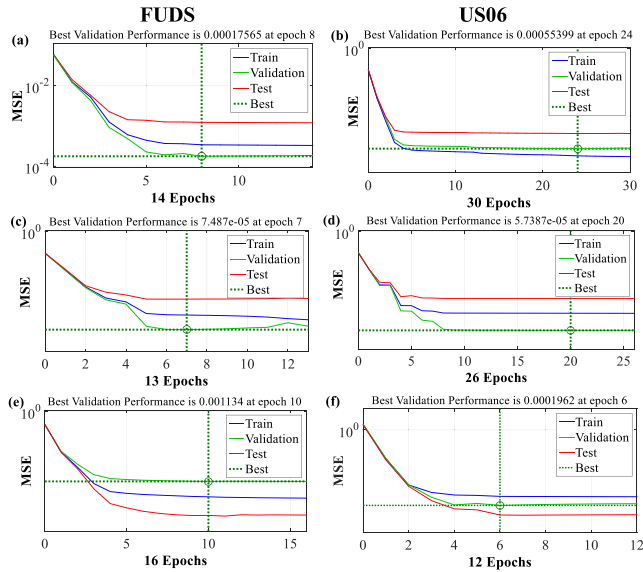 FUDS
US06
(a)
Best Validation Performance is 0.00017565 at epoch 8
MSE
10^-2
10^-4
Train
Validation
Test
Best
0 5 10
14 Epochs
(b)
Best Validation Performance is 0.00055399 at epoch 24
MSE
10^0
Train
Validation
Test
Best
0 10 20 30
30 Epochs
(c)
Best Validation Performance is 7.487e-05 at epoch 7
MSE
10^0
Train
Validation
Test
Best
0 2 4 6 8 10 12
13 Epochs
(d)
Best Validation Performance is 5.7387e-05 at epoch 20
MSE
10^0
Train
Validation
Test
Best
0 5 10 15 20 25
26 Epochs
(e)
Best Validation Performance is 0.001134 at epoch 10
MSE
10^0
Train
Validation
Test
Best
0 5 10 15
16 Epochs
(f)
Best Validation Performance is 0.0001962 at epoch 6
MSE
10^0
Train
Validation
Test
Best
0 2 4 6 8 10 12
12 Epochs